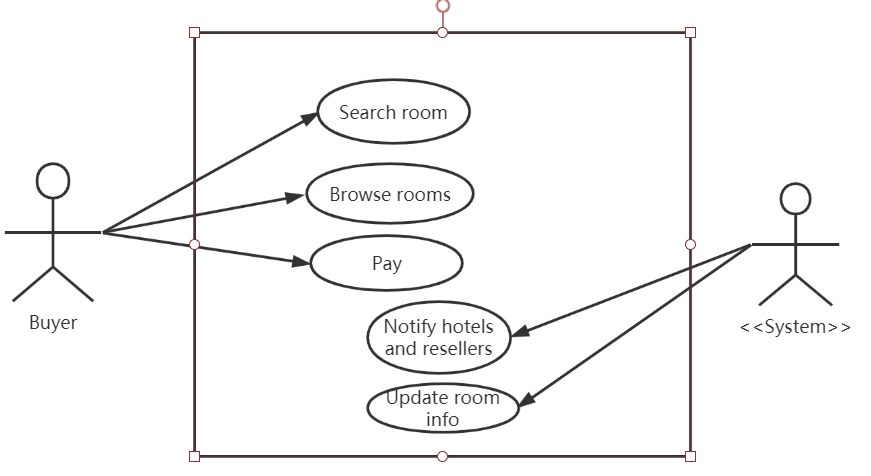 Search room
Browse rooms
Pay
Notify hotels
and resellers
Update room
info
Buyer
<<System>>